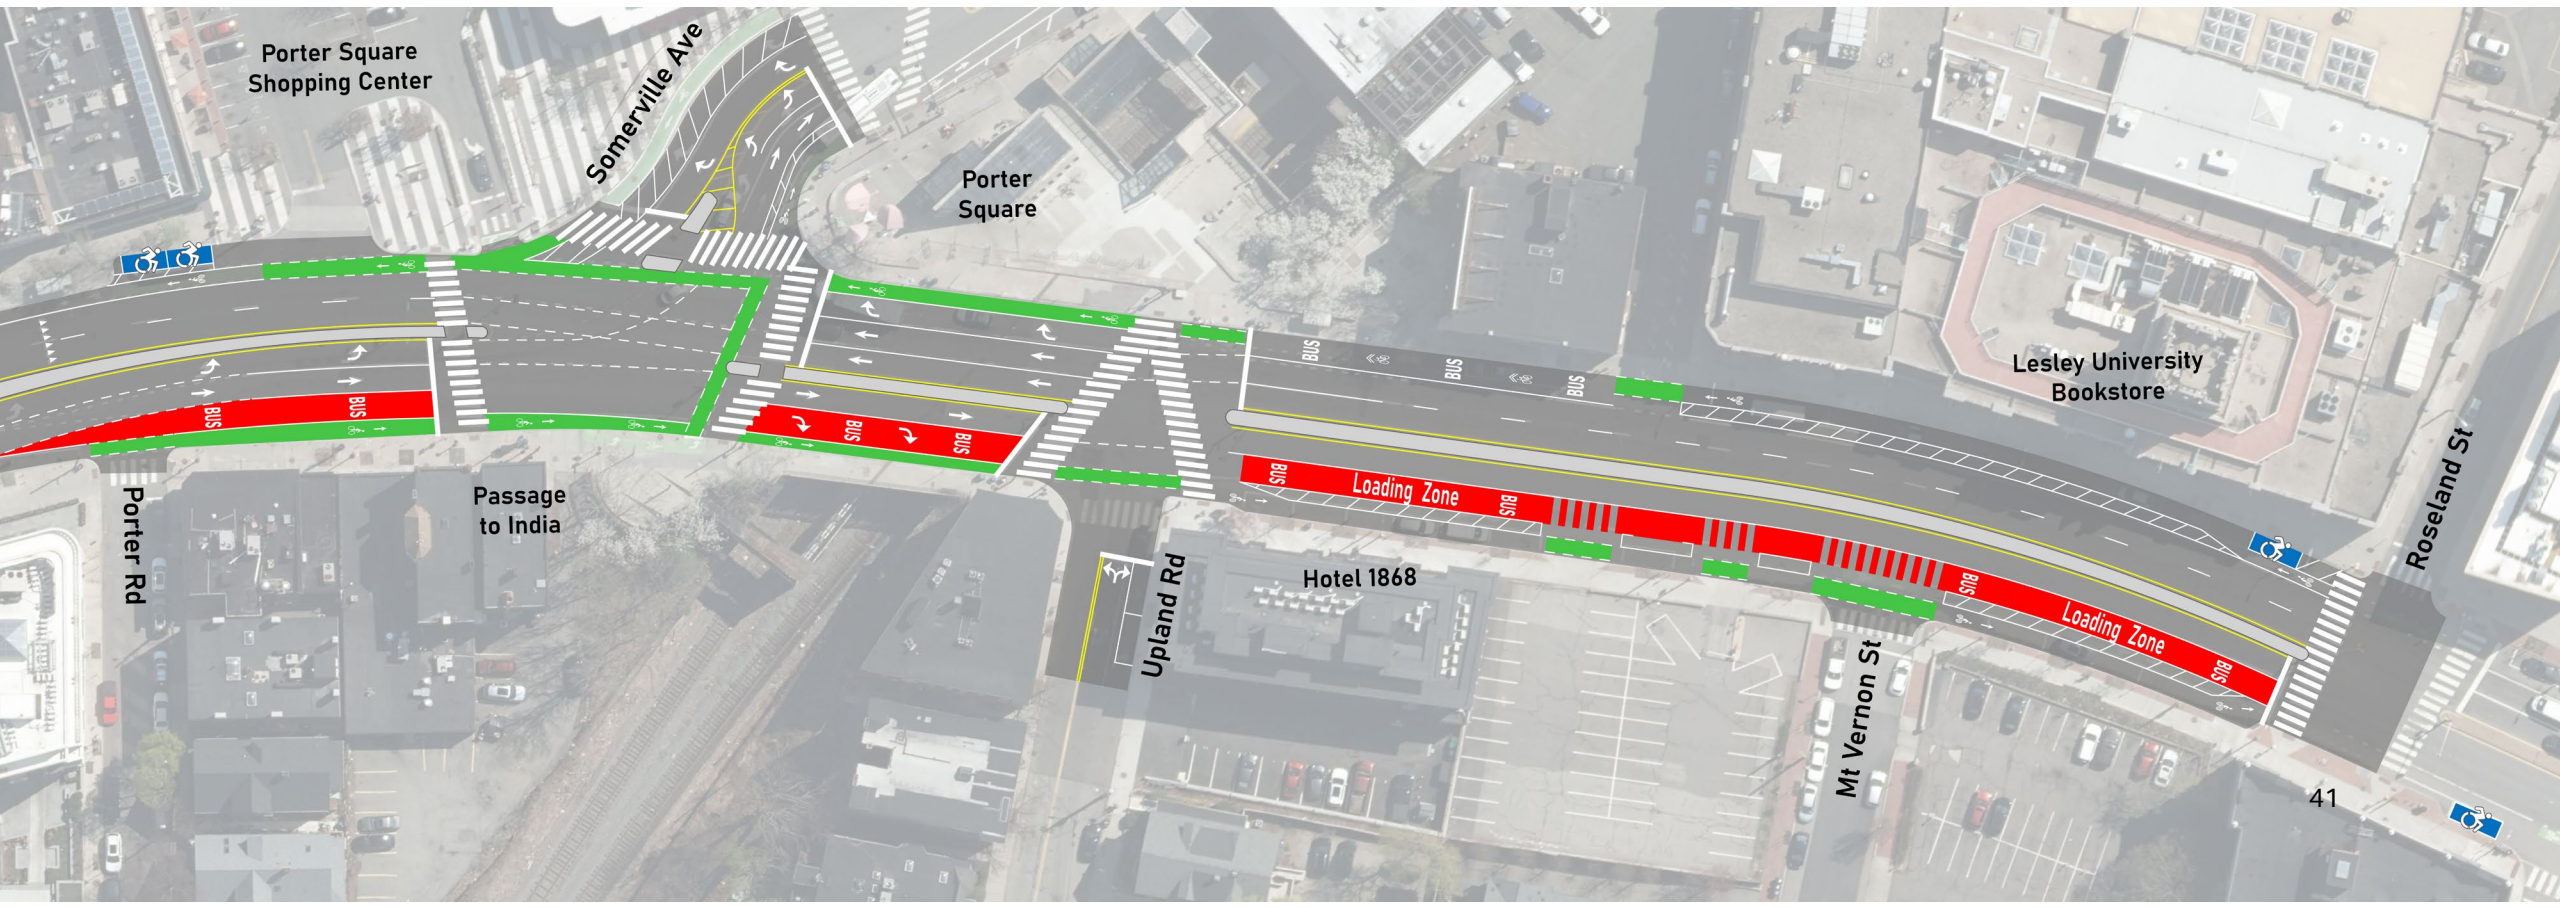 Porter Square
Shopping Center
Somerville Ave
Porter
Square
BUS
BUS
BUS
Lesley University
Bookstore
Roseland St
BUS
BUS
BUS
BUS
Porter Rd
Passage
to India
BUS
Loading Zone
BUS
Upland Rd
Hotel 1868
BUS
Loading Zone
BUS
Mt Vernon St
41